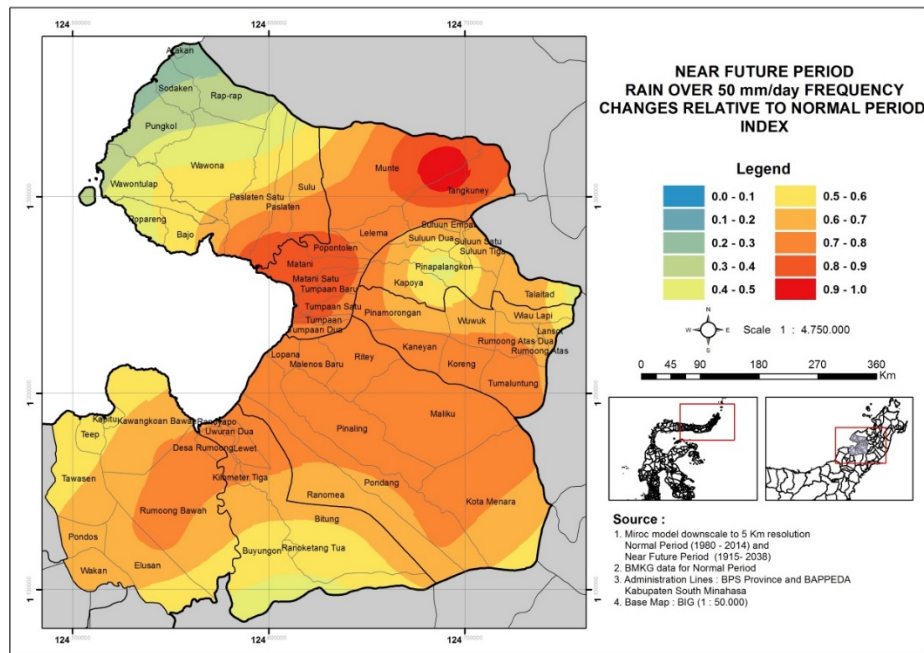 124
124
124
NEAR FUTURE PERIOD
RAIN OVER 50 mm/day FREQUENCY
CHANGES RELATIVE TO NORMAL PERIOD
INDEX
Legend
0.0 - 0.1
0.5 - 0.6
0.1 - 0.2
0.6 - 0.7
0.2 - 0.3
0.7 - 0.8
0.3 - 0.4
0.8 - 0.9
0.4 - 0.5
0.9 - 1.0
N
W E
S
Scale 1 : 4.750.000
0 45 90 180 270 360
Km
Source :
1. Miroc model downscale to 5 Km resolution
Normal Period (1980 - 2014) and
Near Future Period (1915- 2038)
2. BMKG data for Normal Period
3. Administration Lines : BPS Province and BAPPEDA
Kabupaten South Minahasa
4. Base Map : BIG (1 : 50.000)
Arakan
Sodaken
Rap-rap
Pungkol
Wawona
Munte
Tangkuney
Wawontulap
Sulu
Paslaten Satu
Paslaten
Popareng
Bajo
Lelema
Suluun Empat
Suluun Dua
Suluun Satu
Suluun Tiga
Popontolen
Matani
Pinapalangkon
Matani Satu
Tumpaan Baru
Kapoya
Talaitad
Tumpaan Satu
Pinamorongan
Tumpaan
Tumpaan Dua
Wuwuk
Wiau Lapi
Lansot
Rumoong Atas Dua
Rumoong Atas
Kaneyan
Lopana
Ritey
Malenos Baru
Koreng
Tumaluntung
Maliku
Kapitu
Kawangkoan Bawah
Ranoyapo
Teep
Uwuran Dua
Pinaling
Desa Rumoong
Lewet
Tawasen
Kilometer Tiga
Pondang
Ranomea
Kota Menara
Rumoong Bawah
Bitung
Pondos
Buyungon
Ranoketang Tua
Elusan
Wakan
124
124
124